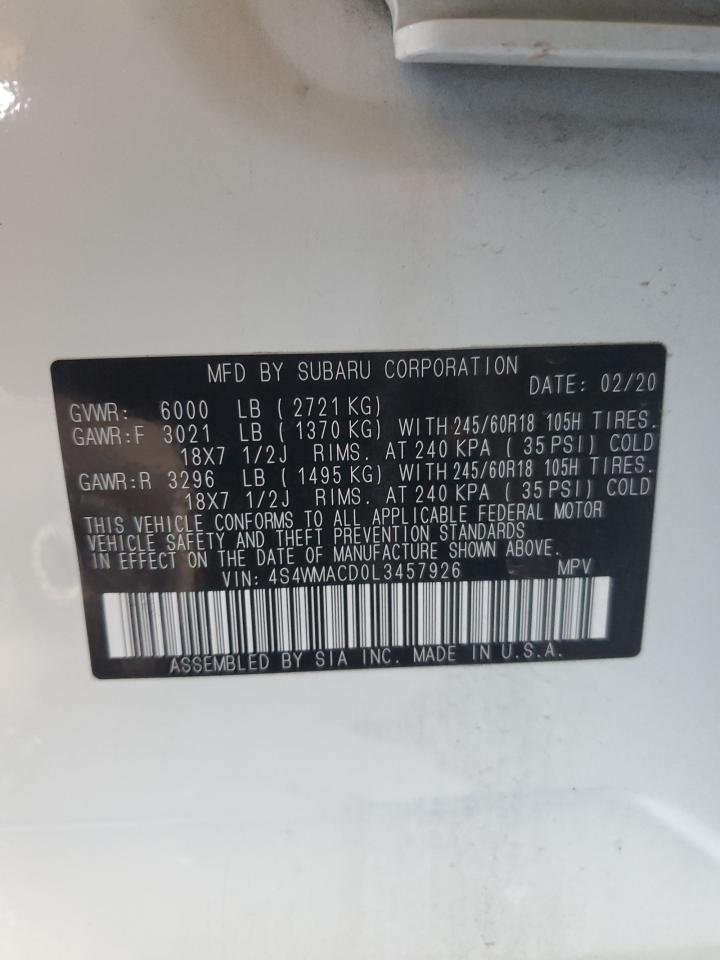 MFD BY SUBARU CORPORATION
DATE: 02/20
GVWR: 6000 LB ( 2721 KG)
GAWR:F 3021 LB ( 1370 KG) WITH 245/60R18 105H TIRES.
18X7 1/2J RIMS. AT 240 KPA ( 35 PSI) COLD
GAWR:R 3296 LB ( 1495 KG) WITH 245/60R18 105H TIRES.
18X7 1/2J RIMS. AT 240 KPA ( 35 PSI) COLD
THIS VEHICLE CONFORMS TO ALL APPLICABLE FEDERAL MOTOR
VEHICLE SAFETY AND THEFT PREVENTION STANDARDS
IN EFFECT ON THE DATE OF MANUFACTURE SHOWN ABOVE.
VIN: 4S4WMACD0L3457926 MPV
ASSEMBLED BY SIA INC. MADE IN U.S.A.